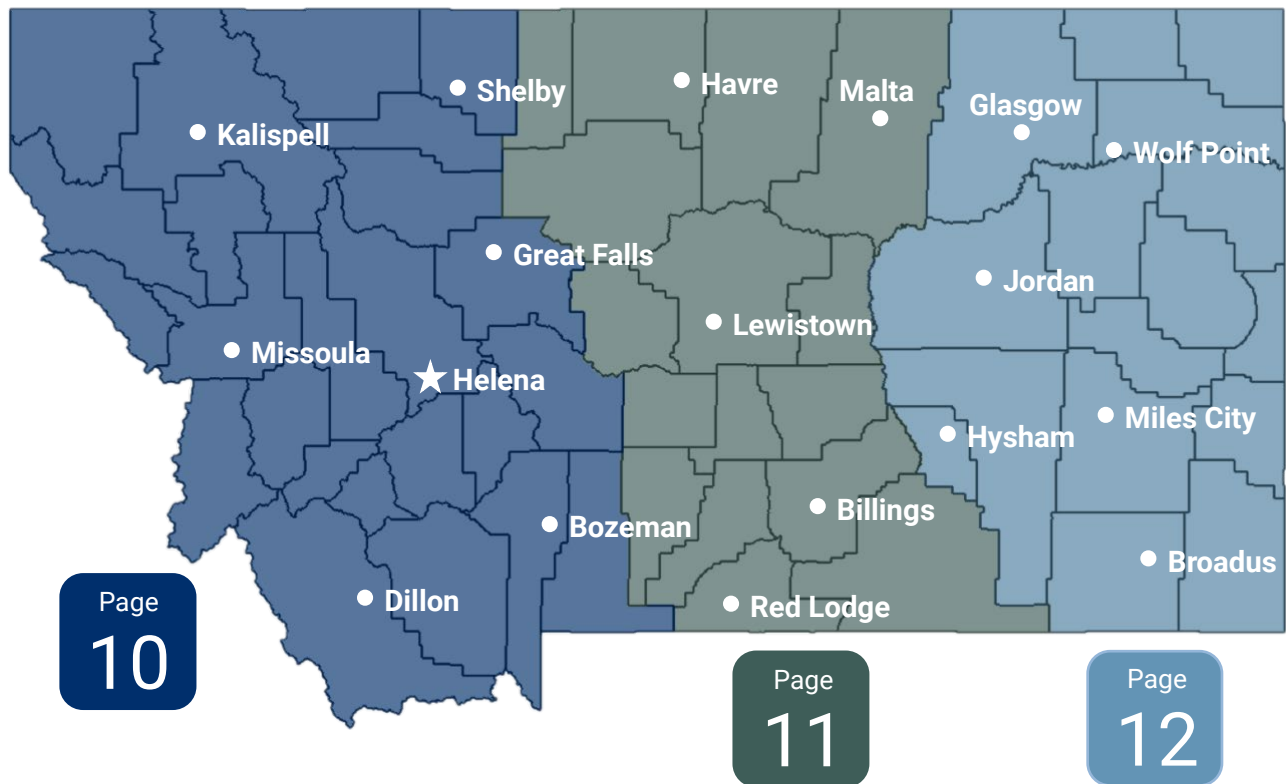 Shelby
Havre
Malta
Glasgow
Kalispell
Wolf Point
Great Falls
Jordan
Lewistown
Missoula
Helena
Miles City
Hysham
Billings
Bozeman
Broadus
Dillon
Red Lodge
Page
10
Page
11
Page
12